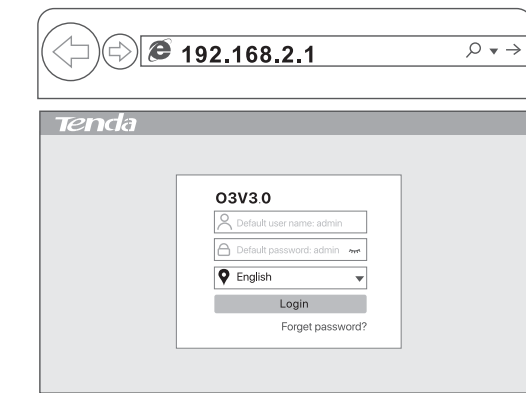 192.168.2.1
Tenda
O3V3.0
Default user name: admin
Default password: admin
English
Login
Forget password?